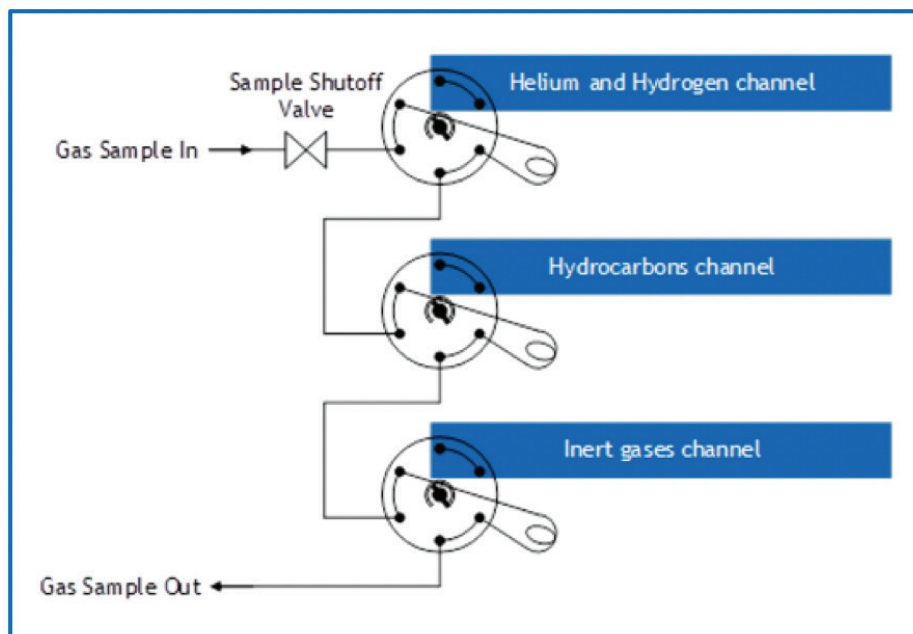 Helium and Hydrogen channel
Sample Shutoff
Valve
Gas Sample In
Hydrocarbons channel
Inert gases channel
Gas Sample Out